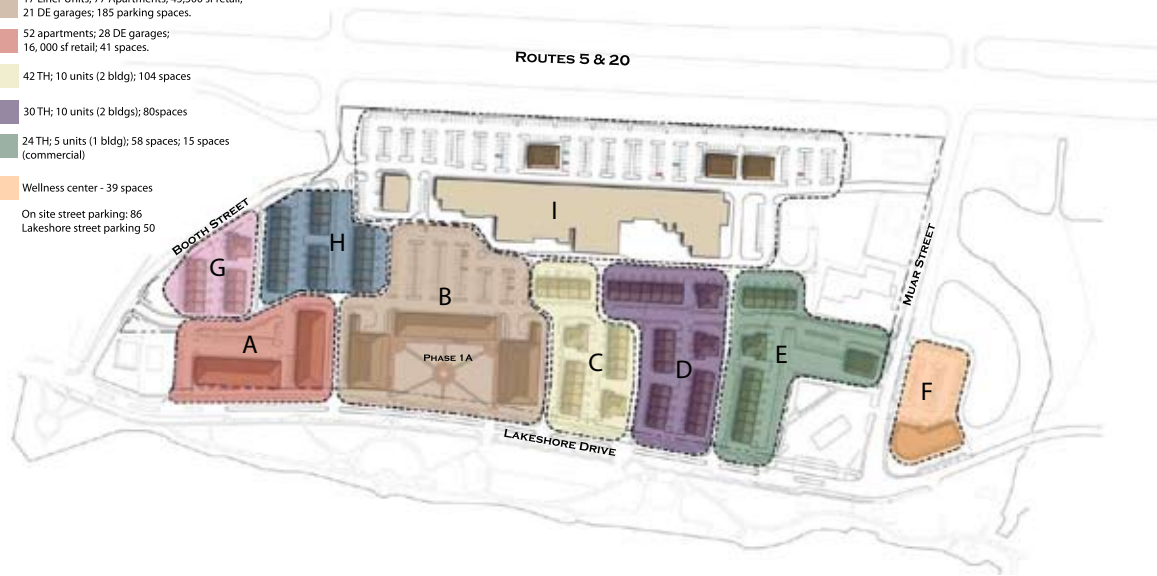 21 DE garages; 185 parking spaces.
52 apartments; 28 DE garages;
16, 000 sf retail; 41 spaces.
42 TH; 10 units (2 bldg); 104 spaces
30 TH; 10 units (2 bldgs); 80spaces
24 TH; 5 units (1 bldg); 58 spaces; 15 spaces
(commercial)
Wellness center - 39 spaces
On site street parking: 86
Lakeshore street parking 50
Routes 5 & 20
Booth Street
Muar Street
I
H
G
B
A
Phase 1A
C
D
E
F
Lakeshore Drive